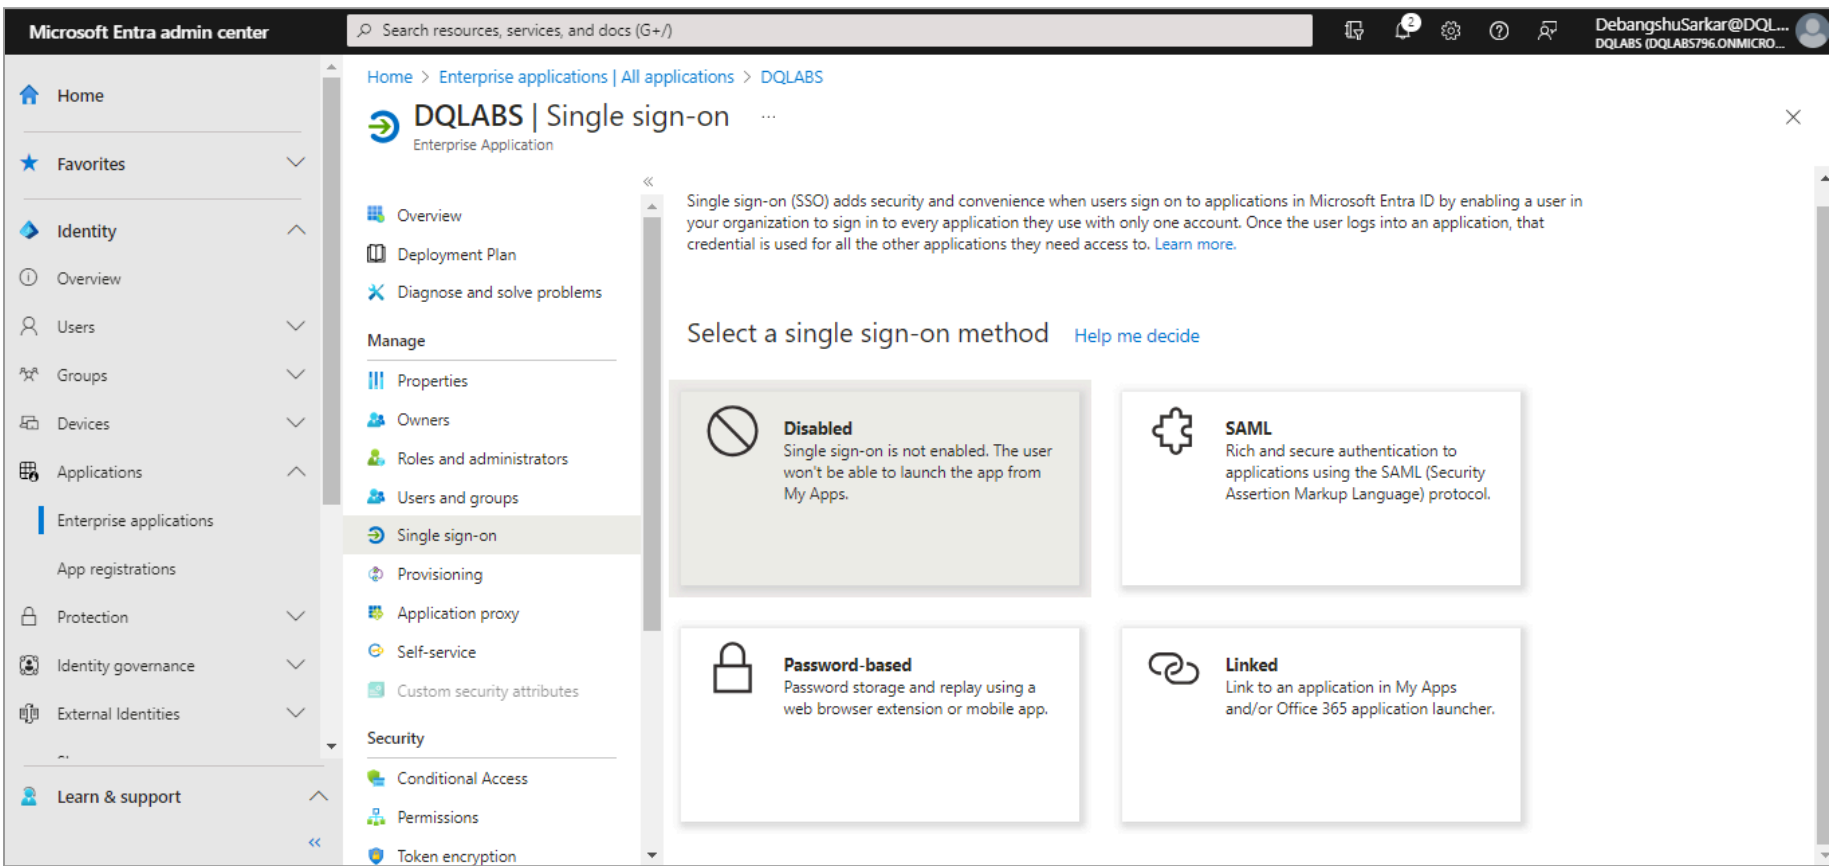 Microsoft Entra admin center
Search resources, services, and docs (G+/)
2
DebangshuSarkar@DQL...
DQLABS (DQLABS796.ONMICRO...
Home
Favorites
Identity
Overview
Users
Groups
Devices
Applications
Enterprise applications
App registrations
Protection
Identity governance
External Identities
Learn & support
Home > Enterprise applications | All applications > DQLABS
DQLABS | Single sign-on ...
Enterprise Application
Overview
Deployment Plan
Diagnose and solve problems
Manage
Properties
Owners
Roles and administrators
Users and groups
Single sign-on
Provisioning
Application proxy
Self-service
Custom security attributes
Security
Conditional Access
Permissions
Token encryption
Single sign-on (SSO) adds security and convenience when users sign on to applications in Microsoft Entra ID by enabling a user in
your organization to sign in to every application they use with only one account. Once the user logs into an application, that
credential is used for all the other applications they need access to. Learn more.
Select a single sign-on method Help me decide
Disabled
Single sign-on is not enabled. The user
won't be able to launch the app from
My Apps.
SAML
Rich and secure authentication to
applications using the SAML (Security
Assertion Markup Language) protocol.
Password-based
Password storage and replay using a
web browser extension or mobile app.
Linked
Link to an application in My Apps
and/or Office 365 application launcher.